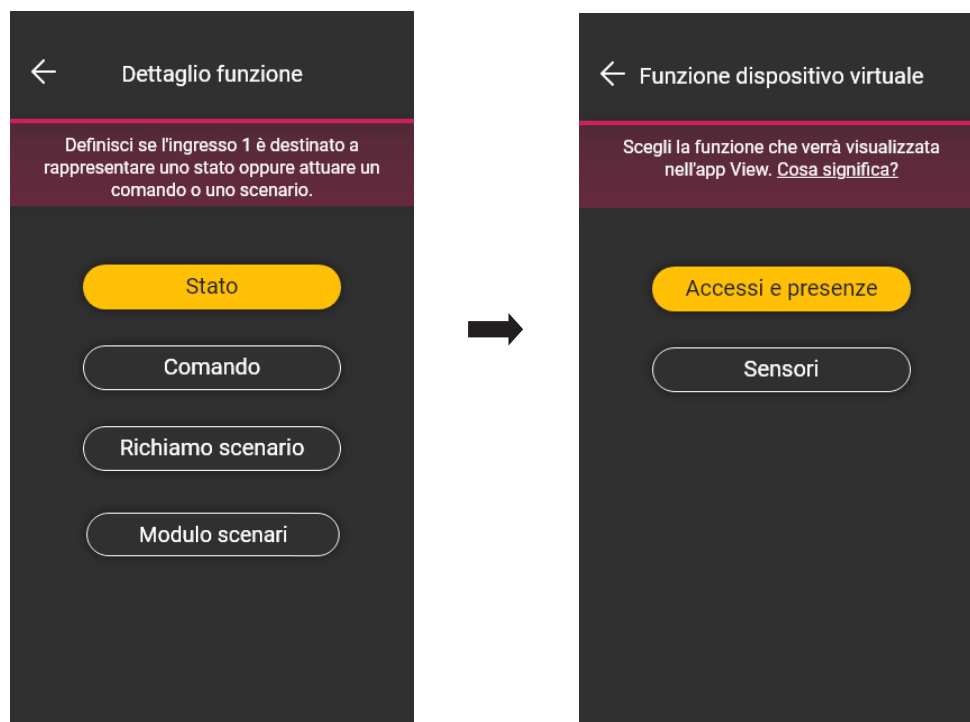 Dettaglio funzione
Definisci se l'ingresso 1 è destinato a
rappresentare uno stato oppure attuare un
comando o uno scenario.
Stato
Comando
Richiamo scenario
Modulo scenari
Funzione dispositivo virtuale
Scegli la funzione che verrà visualizzata
nell'app View. Cosa significa?
Accessi e presenze
Sensori